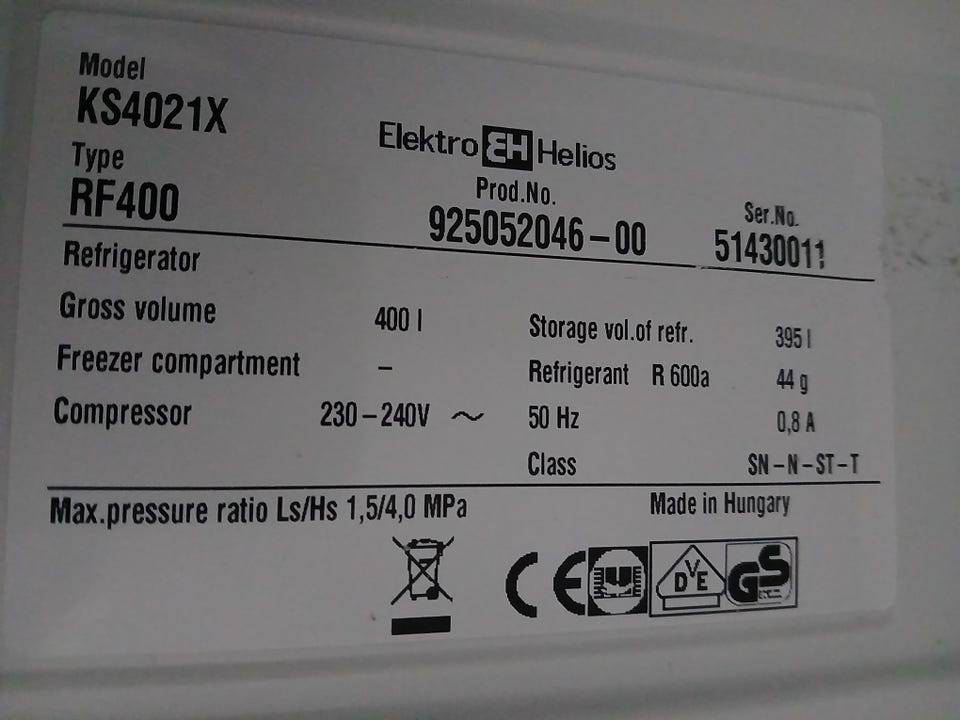 Model
KS4021X
Type
RF400
Elektro EH Helios
Prod.No.
925052046-00
Ser.No.
51430011
Refrigerator
Gross volume 400 l
Storage vol.of refr. 395 l
Freezer compartment -
Refrigerant R 600a 44 g
Compressor 230-240V ~ 50 Hz 0,8 A
Class SN-N-ST-T
Max.pressure ratio Ls/Hs 1,5/4,0 MPa
Made in Hungary
CE
DVE
GS